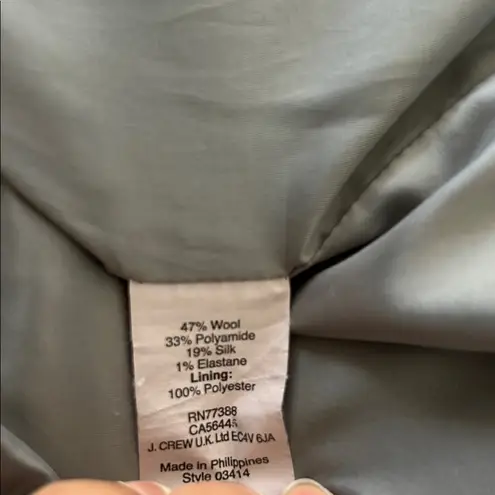 47% Wool
33% Polyamide
19% Silk
1% Elastane
Lining:
100% Polyester
RN77388
CA56445
J. CREW U.K. Ltd EC4V 6JA
Made in Philippines
Style 03414